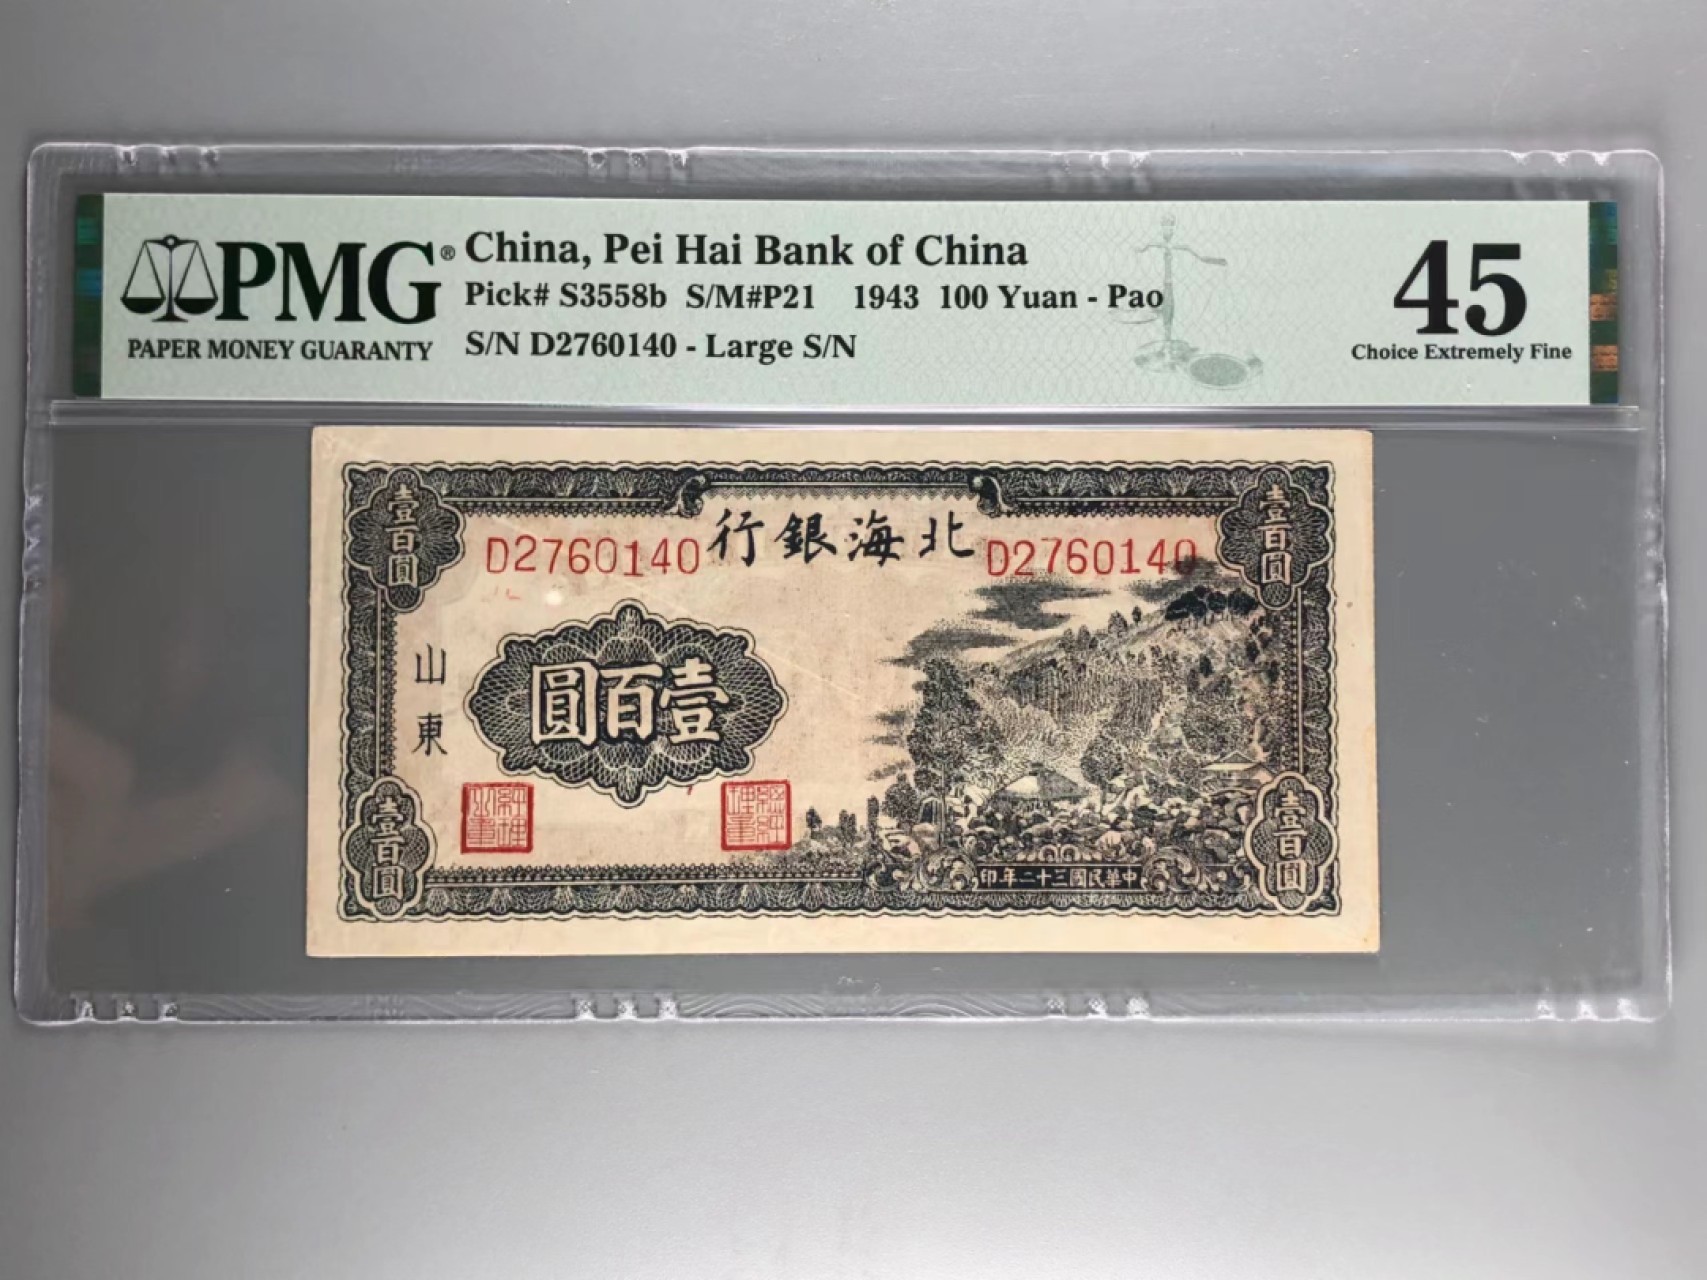 PMG®
PAPER MONEY GUARANTY
China, Pei Hai Bank of China
Pick# S3558b S/M#P21 1943 100 Yuan - Pao
S/N D2760140 - Large S/N
45
Choice Extremely Fine
行銀海北
D2760140
D2760140
壹百圓
壹百圓
山東
圓百壹
壹百圓
壹百圓
印年二十三國民華中